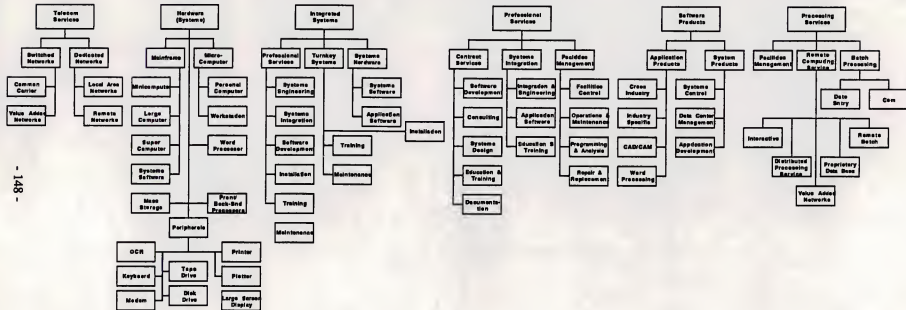 Telecom
Services
Switched
Networks
Dedicated
Networks
Common
Carrier
Value Added
Networks
Local Area
Networks
Remote
Networks
Hardware
(Systems)
Mainframe
Micro-
Computer
Minicomputer
Large
Computer
Super
Computer
Systems
Software
Mass
Storage
Personal
Computer
Workstation
Word
Processor
Front/
Back-End
Processors
Peripherals
OCR
Keyboard
Modem
Tape
Drive
Disk
Drive
Printer
Plotter
Large Screen
Display
Integrated
Systems
Professional
Services
Turnkey
Systems
Systems
Hardware
Systems
Engineering
Systems
Integration
Software
Development
Installation
Training
Maintenance
Training
Maintenance
Systems
Software
Application
Software
Installation
Professional
Services
Contract
Services
Systems
Integration
Facilities
Management
Software
Development
Consulting
Systems
Design
Education &
Training
Documenta-
tion
Integration &
Engineering
Application
Software
Education &
Training
Facilities
Control
Operations &
Maintenance
Programming
& Analysis
Repair &
Replacement
Software
Products
Application
Products
System
Products
Cross
Industry
Industry
Specific
CAD/CAM
Word
Processing
Systems
Control
Data Center
Management
Application
Development
Processing
Services
Facilities
Management
Remote
Computing
Service
Batch
Processing
Data
Entry
Com
Interactive
Remote
Batch
Distributed
Processing
Service
Proprietary
Data Base
Value Added
Networks
- 148 -